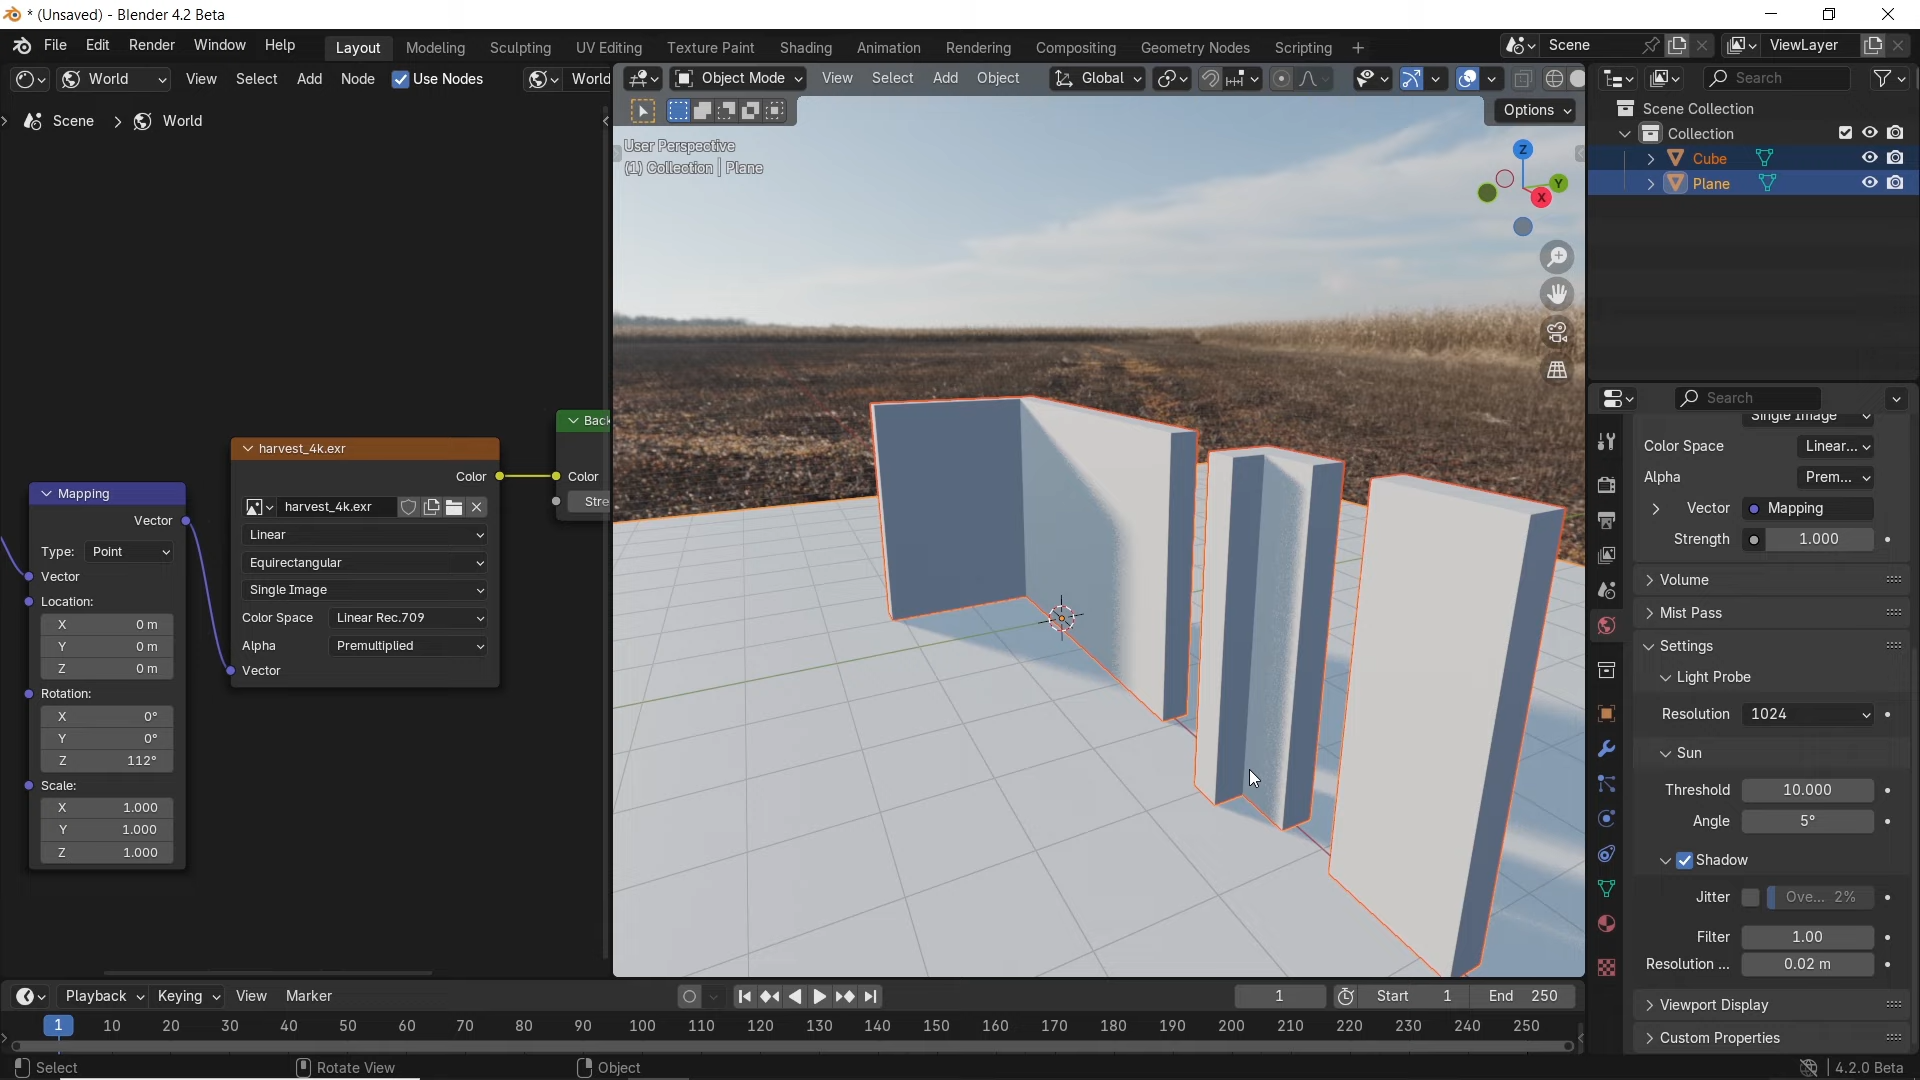 * (Unsaved) - Blender 4.2 Beta
File Edit Render Window Help
Layout Modeling Sculpting UV Editing Texture Paint Shading Animation Rendering Compositing Geometry Nodes Scripting +
Scene
ViewLayer
World View Select Add Node Use Nodes World
Object Mode View Select Add Object Global
Search
Scene > World
Options
User Perspective
(1) Collection | Plane
Z
Y
X
Scene Collection
Collection
Cube
Plane
Search
Single Image
Color Space Linear...
Alpha Prem...
Vector Mapping
Strength 1.000
Volume
Mist Pass
Settings
Light Probe
Resolution 1024
Sun
Threshold 10.000
Angle 5°
Shadow
Jitter Ove... 2%
Filter 1.00
Resolution ... 0.02 m
Viewport Display
Custom Properties
Mapping
Vector
Type: Point
Vector
Location:
X 0 m
Y 0 m
Z 0 m
Rotation:
X 0°
Y 0°
Z 112°
Scale:
X 1.000
Y 1.000
Z 1.000
harvest_4k.exr
Color
harvest_4k.exr
Linear
Equirectangular
Single Image
Color Space Linear Rec.709
Alpha Premultiplied
Vector
Back
Color
Stre
Playback Keying View Marker
1
Start 1
End 250
1 10 20 30 40 50 60 70 80 90 100 110 120 130 140 150 160 170 180 190 200 210 220 230 240 250
Select
Rotate View
Object
4.2.0 Beta